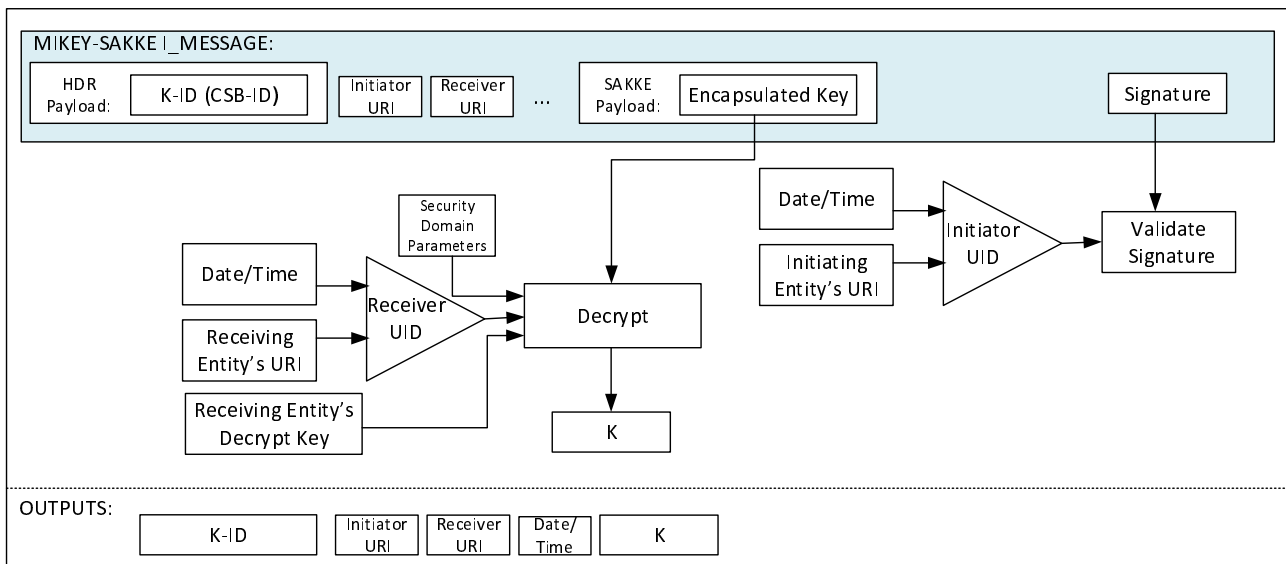 MIKEY-SAKKE I_MESSAGE:
HDR
Payload:
K-ID (CSB-ID)
Initiator
URI
Receiver
URI
...
SAKKE
Payload:
Encapsulated Key
Signature
Security
Domain
Parameters
Date/Time
Receiving
Entity’s URI
Receiver
UID
Receiving Entity’s
Decrypt Key
Decrypt
K
Date/Time
Initiating
Entity’s URI
Initiator
UID
Validate
Signature
OUTPUTS:
K-ID
Initiator
URI
Receiver
URI
Date/
Time
K